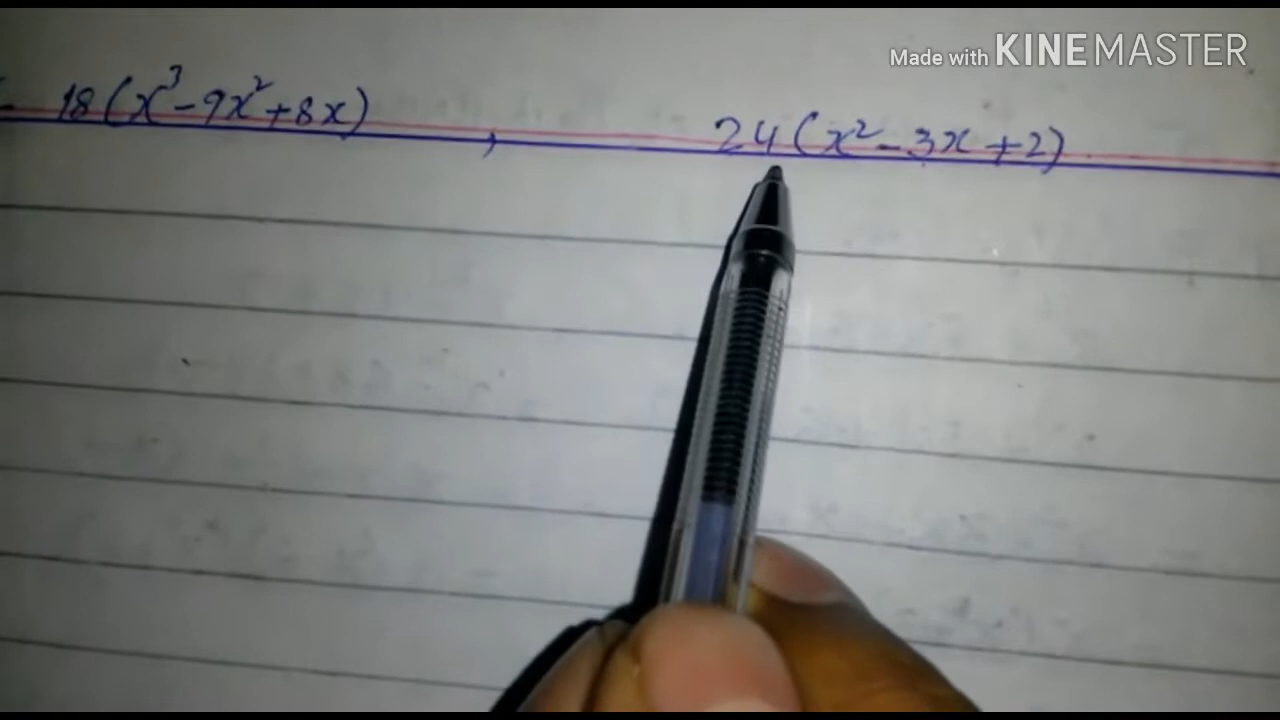 Made with KINEMASTER
18(x³-9x²+8x) , 24(x²-3x+2)